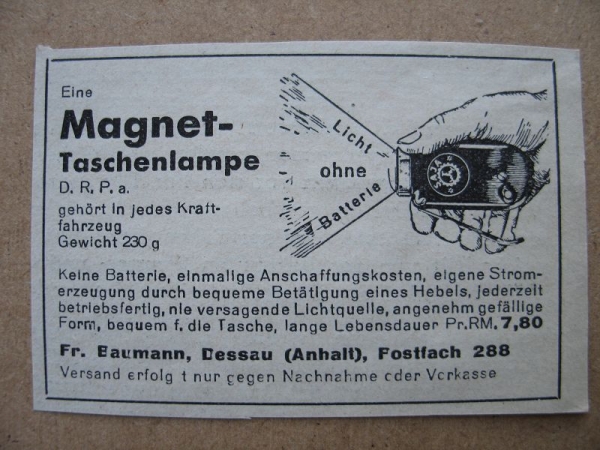 Eine
Magnet-
Taschenlampe
D. R. P. a.
gehört in jedes Kraft-
fahrzeug
Gewicht 230 g
Licht
ohne
Batterie
Keine Batterie, einmalige Anschaffungskosten, eigene Strom-
erzeugung durch bequeme Betätigung eines Hebels, jederzeit
betriebsfertig, nie versagende Lichtquelle, angenehm gefällige
Form, bequem f. die Tasche, lange Lebensdauer Pr.RM. 7,80
Fr. Baumann, Dessau (Anhalt), Postfach 288
Versand erfolgt nur gegen Nachnahme oder Vorkasse